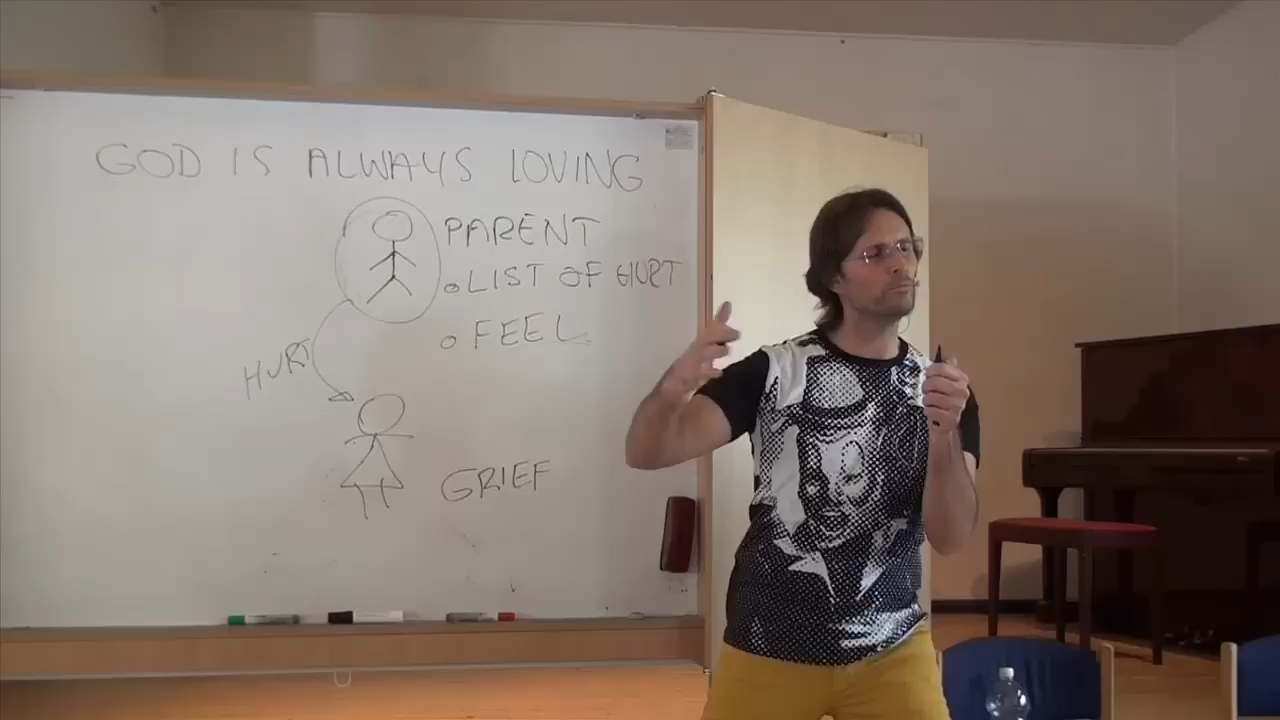 GOD IS ALWAYS LOVING
PARENT
• LIST OF HURT
• FEEL
HURT
GRIEF